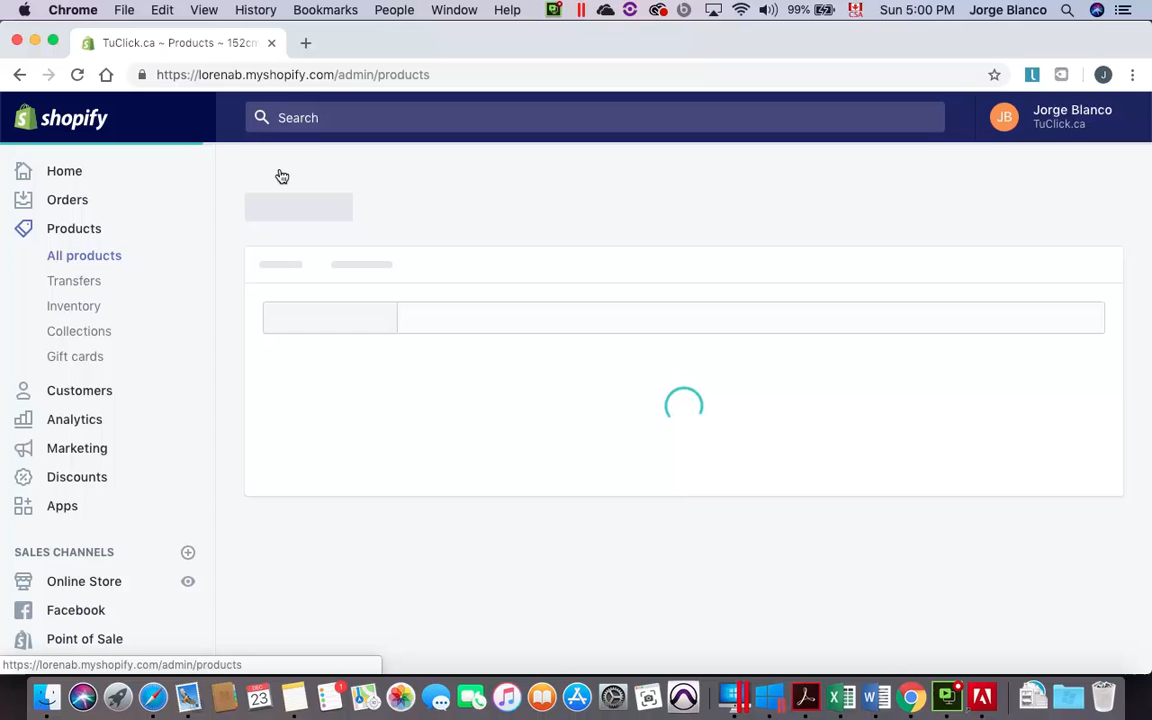 Chrome File Edit View History Bookmarks People Window Help 99% Sun 5:00 PM Jorge Blanco
TuClick.ca ~ Products ~ 152cm
https://lorenab.myshopify.com/admin/products
J
shopify
Search
JB
Jorge Blanco
TuClick.ca
Home
Orders
Products
All products
Transfers
Inventory
Collections
Gift cards
Customers
Analytics
Marketing
Discounts
Apps
SALES CHANNELS
Online Store
Facebook
Point of Sale
https://lorenab.myshopify.com/admin/products
DEC
23
1